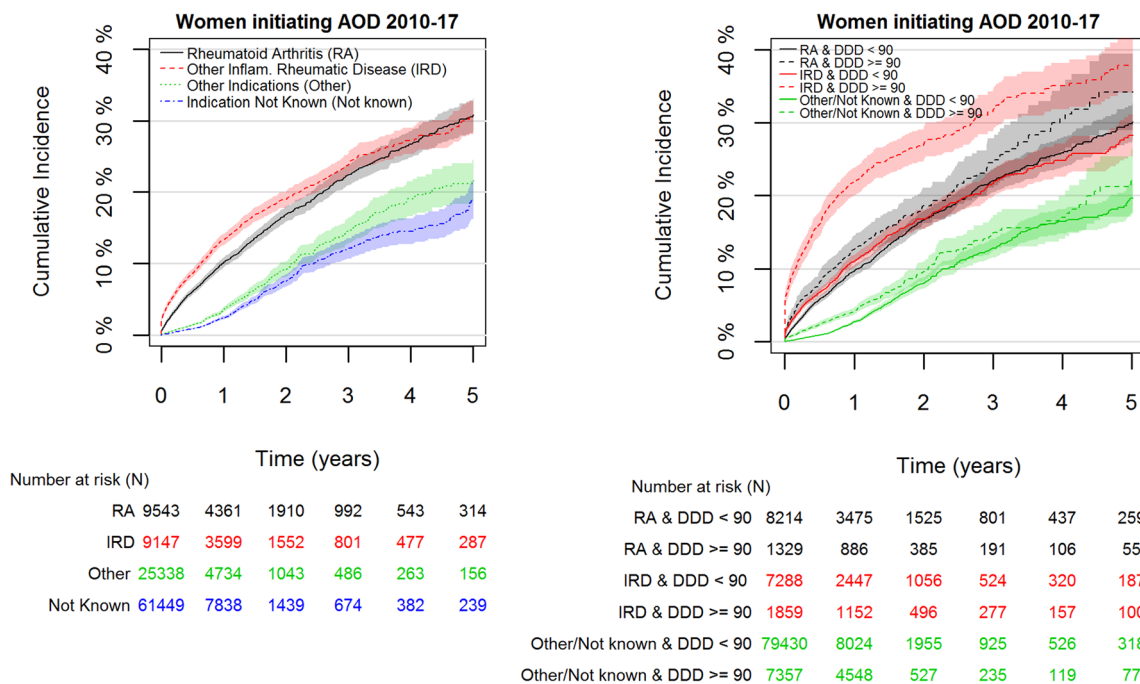 Women initiating AOD 2010-17
Rheumatoid Arthritis (RA)
Other Inflam. Rheumatic Disease (IRD)
Other Indications (Other)
Indication Not Known (Not known)
Cumulative Incidence
40 %
30 %
20 %
10 %
0 %
0 1 2 3 4 5
Time (years)
Number at risk (N)
RA 9543 4361 1910 992 543 314
IRD 9147 3599 1552 801 477 287
Other 25338 4734 1043 486 263 156
Not Known 61449 7838 1439 674 382 239
Women initiating AOD 2010-17
RA & DDD < 90
RA & DDD >= 90
IRD & DDD < 90
IRD & DDD >= 90
Other/Not Known & DDD < 90
Other/Not Known & DDD >= 90
Cumulative Incidence
40 %
30 %
20 %
10 %
0 %
0 1 2 3 4 5
Time (years)
Number at risk (N)
RA & DDD < 90 8214 3475 1525 801 437 259
RA & DDD >= 90 1329 886 385 191 106 55
IRD & DDD < 90 7288 2447 1056 524 320 187
IRD & DDD >= 90 1859 1152 496 277 157 100
Other/Not known & DDD < 90 79430 8024 1955 925 526 318
Other/Not known & DDD >= 90 7357 4548 527 235 119 77